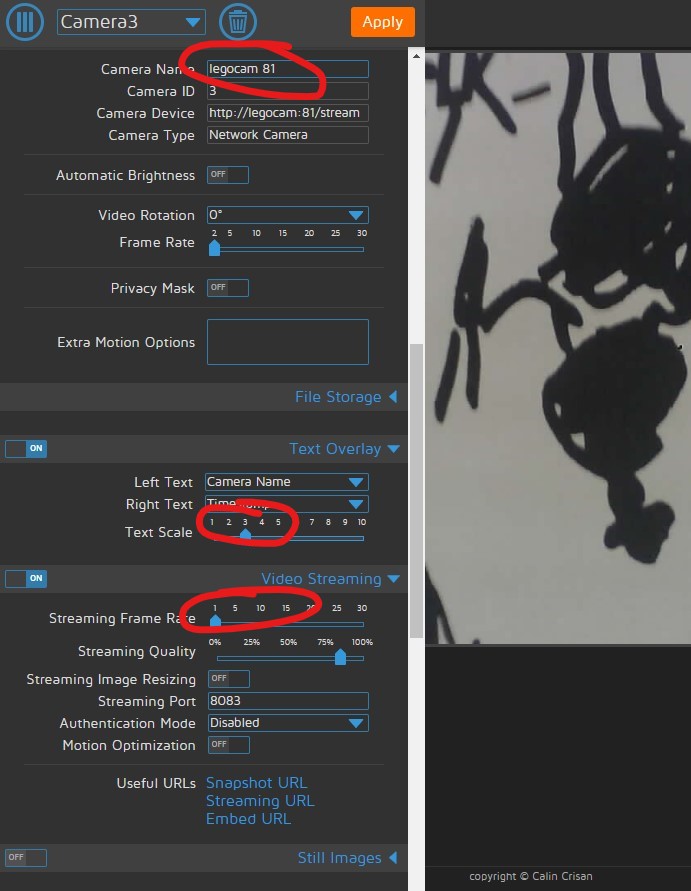 Camera3
Apply
Camera Name legocam 81
Camera ID 3
Camera Device http://legocam:81/stream
Camera Type Network Camera
Automatic Brightness OFF
Video Rotation 0°
2 5 10 15 20 25 30
Frame Rate
Privacy Mask OFF
Extra Motion Options
File Storage
ON Text Overlay
Left Text Camera Name
Right Text
1 2 3 4 5 7 8 9 10
Text Scale
ON Video Streaming
1 5 10 15 25 30
Streaming Frame Rate
0% 25% 50% 75% 100%
Streaming Quality
Streaming Image Resizing OFF
Streaming Port 8083
Authentication Mode Disabled
Motion Optimization OFF
Useful URLs Snapshot URL
Streaming URL
Embed URL
OFF Still Images
copyright © Calin Crisan